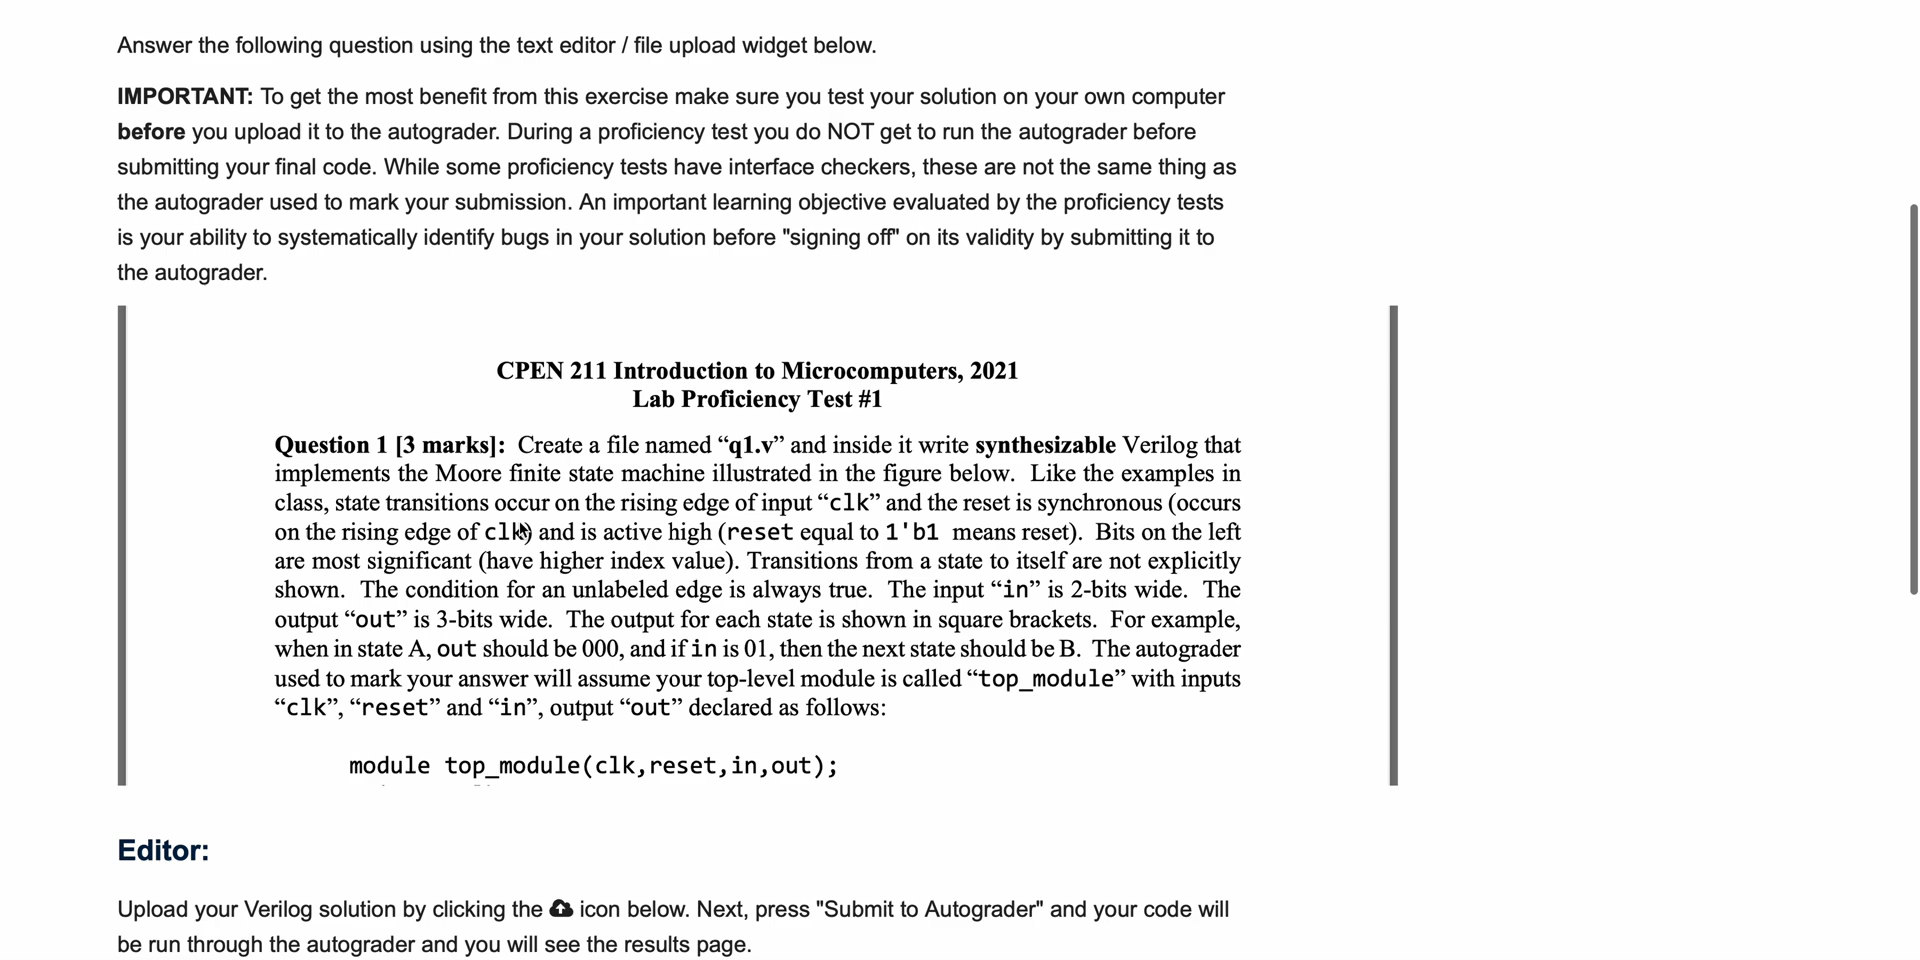 Answer the following question using the text editor / file upload widget below.
IMPORTANT: To get the most benefit from this exercise make sure you test your solution on your own computer
before you upload it to the autograder. During a proficiency test you do NOT get to run the autograder before
submitting your final code. While some proficiency tests have interface checkers, these are not the same thing as
the autograder used to mark your submission. An important learning objective evaluated by the proficiency tests
is your ability to systematically identify bugs in your solution before "signing off" on its validity by submitting it to
the autograder.
CPEN 211 Introduction to Microcomputers, 2021
Lab Proficiency Test #1
Question 1 [3 marks]: Create a file named “q1.v” and inside it write synthesizable Verilog that
implements the Moore finite state machine illustrated in the figure below. Like the examples in
class, state transitions occur on the rising edge of input “clk” and the reset is synchronous (occurs
on the rising edge of clk) and is active high (reset equal to 1'b1 means reset). Bits on the left
are most significant (have higher index value). Transitions from a state to itself are not explicitly
shown. The condition for an unlabeled edge is always true. The input “in” is 2-bits wide. The
output “out” is 3-bits wide. The output for each state is shown in square brackets. For example,
when in state A, out should be 000, and if in is 01, then the next state should be B. The autograder
used to mark your answer will assume your top-level module is called “top_module” with inputs
“clk”, “reset” and “in”, output “out” declared as follows:
module top_module(clk,reset,in,out);
Editor:
Upload your Verilog solution by clicking the icon below. Next, press "Submit to Autograder" and your code will
be run through the autograder and you will see the results page.